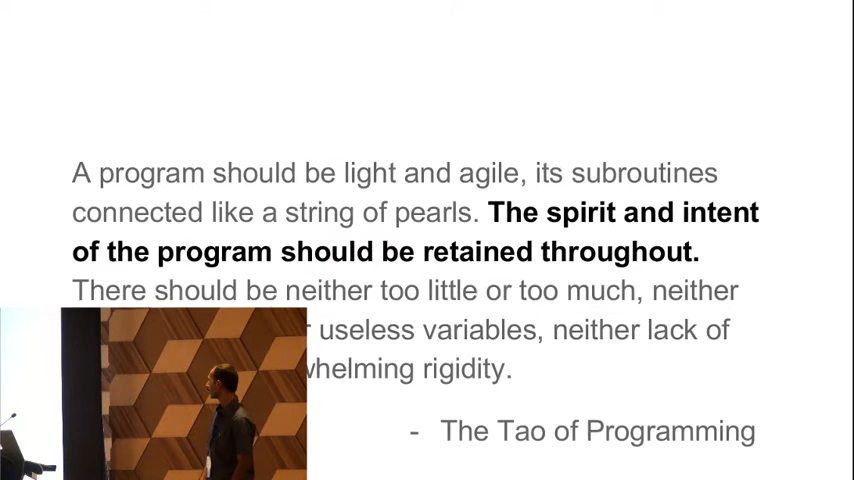 A program should be light and agile, its subroutines
connected like a string of pearls. The spirit and intent
of the program should be retained throughout.
There should be neither too little or too much, neither
useless variables, neither lack of
rigidity.
- The Tao of Programming